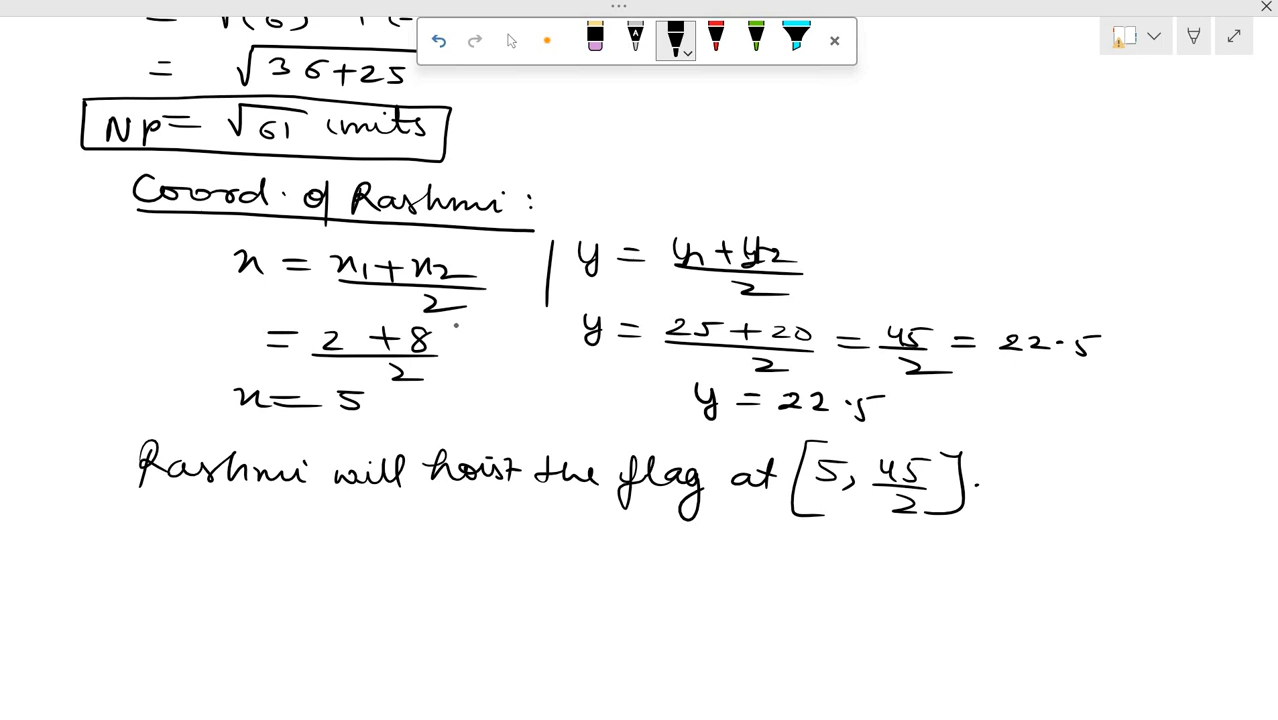 = √(6)
= √36+25
NP = √61 units
Coord. of Rashmi :
x = x1+x2/2 | y = y1+y2/2
= 2+8/2 y = 25+20/2 = 45/2 = 22.5
x = 5 y = 22.5
Rashmi will hoist the flag at [5, 45/2].